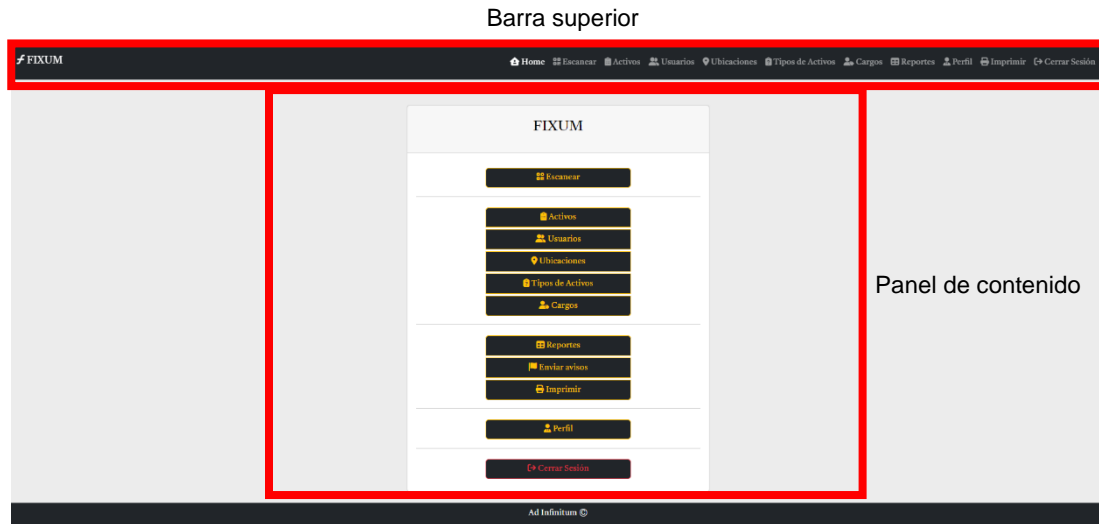 Barra superior
FIXUM
Home Escanear Activos Usuarios Ubicaciones Tipos de Activos Cargos Reportes Perfil Imprimir Cerrar Sesión
FIXUM
Escanear
Activos
Usuarios
Ubicaciones
Tipos de Activos
Cargos
Panel de contenido
Reportes
Enviar avisos
Imprimir
Perfil
Cerrar Sesión
Ad Infinitum ©